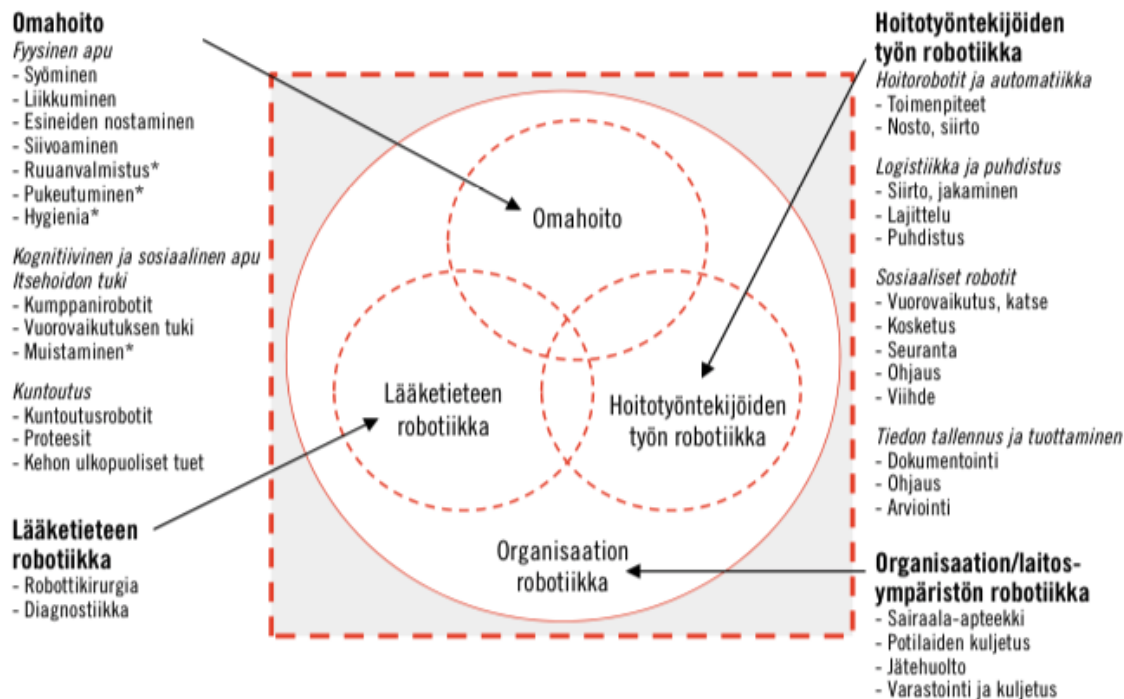 Omahoito
Fyysinen apu
- Syöminen
- Liikkuminen
- Esineiden nostaminen
- Siivoaminen
- Ruuanvalmistus*
- Pukeutuminen*
- Hygienia*
Kognitiivinen ja sosiaalinen apu
Itsehoidon tuki
- Kumppanirobotit
- Vuorovaikutuksen tuki
- Muistaminen*
Kuntoutus
- Kuntoutusrobotit
- Proteesit
- Kehon ulkopuoliset tuet
Lääketieteen
robotiikka
- Robottikirurgia
- Diagnostiikka
Omahoito
Lääketieteen
robotiikka
Hoitotyöntekijöiden
työn robotiikka
Organisaation
robotiikka
Hoitotyöntekijöiden
työn robotiikka
Hoitorobotit ja automatiikka
- Toimenpiteet
- Nosto, siirto
Logistiikka ja puhdistus
- Siirto, jakaminen
- Lajittelu
- Puhdistus
Sosiaaliset robotit
- Vuorovaikutus, katse
- Kosketus
- Seuranta
- Ohjaus
- Viihde
Tiedon tallennus ja tuottaminen
- Dokumentointi
- Ohjaus
- Arviointi
Organisaation/laitos-
ympäristön robotiikka
- Sairaala-apteekki
- Potilaiden kuljetus
- Jätehuolto
- Varastointi ja kuljetus